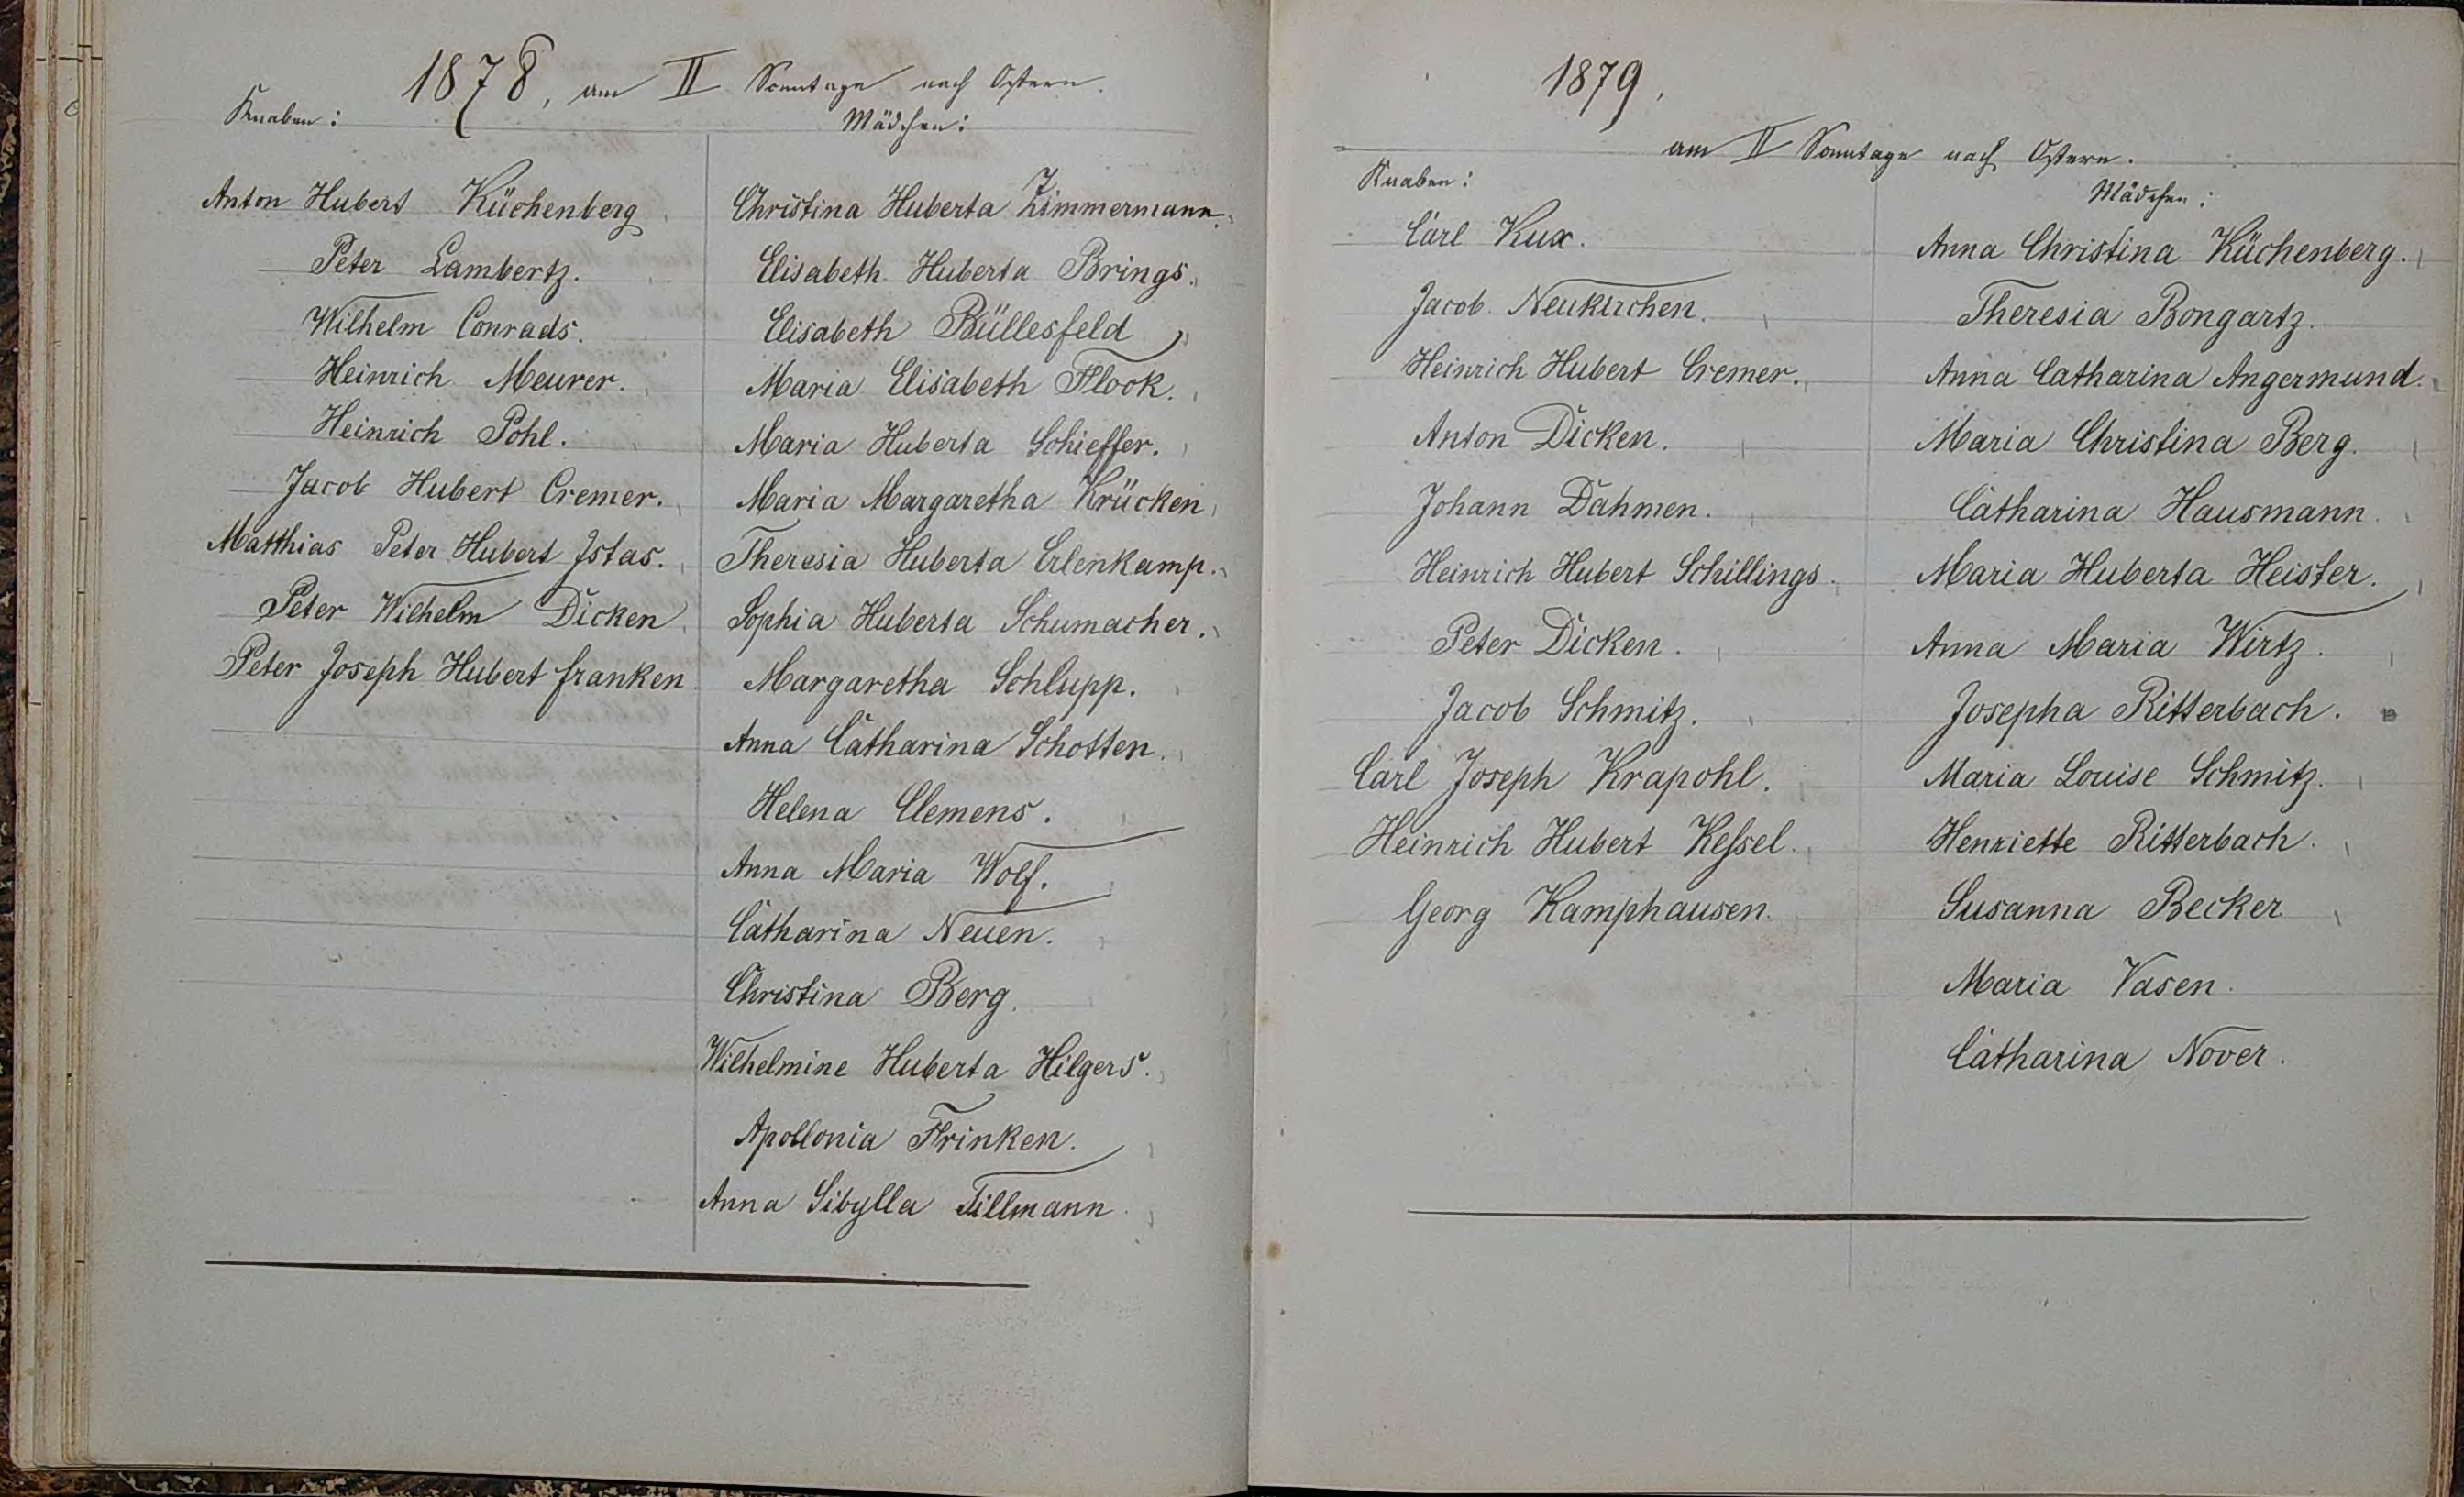 1878, am II Sonntage nach Ostern.
Knaben:
Mädchen:
Anton Hubert Küchenberg
Peter Lambertz.
Wilhelm Conrads.
Heinrich Meurer.
Heinrich Pohl.
Jacob Hubert Cremer.
Matthias Peter Hubert Istas.
Peter Wilhelm Dicken
Peter Joseph Hubert Franken
Christina Huberta Zimmermann.
Elisabeth Huberta Brings.
Elisabeth Büllesfeld
Maria Elisabeth Flock.
Maria Huberta Schieffer.
Maria Margaretha Krücken
Theresia Huberta Erlenkamp.
Sophia Huberta Schumacher.
Margaretha Schlupp.
Anna Catharina Schotten.
Helena Clemens.
Anna Maria Wolf.
Catharina Neuen.
Christina Berg.
Wilhelmine Huberta Hilgers.
Apollonia Frinken.
Anna Sibylla Tillmann.
1879,
am II Sonntage nach Ostern.
Knaben:
Mädchen:
Carl Kux.
Jacob Neukirchen.
Heinrich Hubert Cremer.
Anton Dicken.
Johann Dahmen.
Heinrich Hubert Schillings.
Peter Dicken.
Jacob Schmitz.
Carl Joseph Krapohl.
Heinrich Hubert Keſsel.
Georg Kamphausen.
Anna Christina Küchenberg.
Theresia Bongartz.
Anna Catharina Angermund.
Maria Christina Berg.
Catharina Hausmann.
Maria Huberta Heister.
Anna Maria Wirtz.
Josepha Ritterbach.
Maria Louise Schmitz.
Henriette Ritterbach.
Susanna Becker
Maria Vasen.
Catharina Nover.